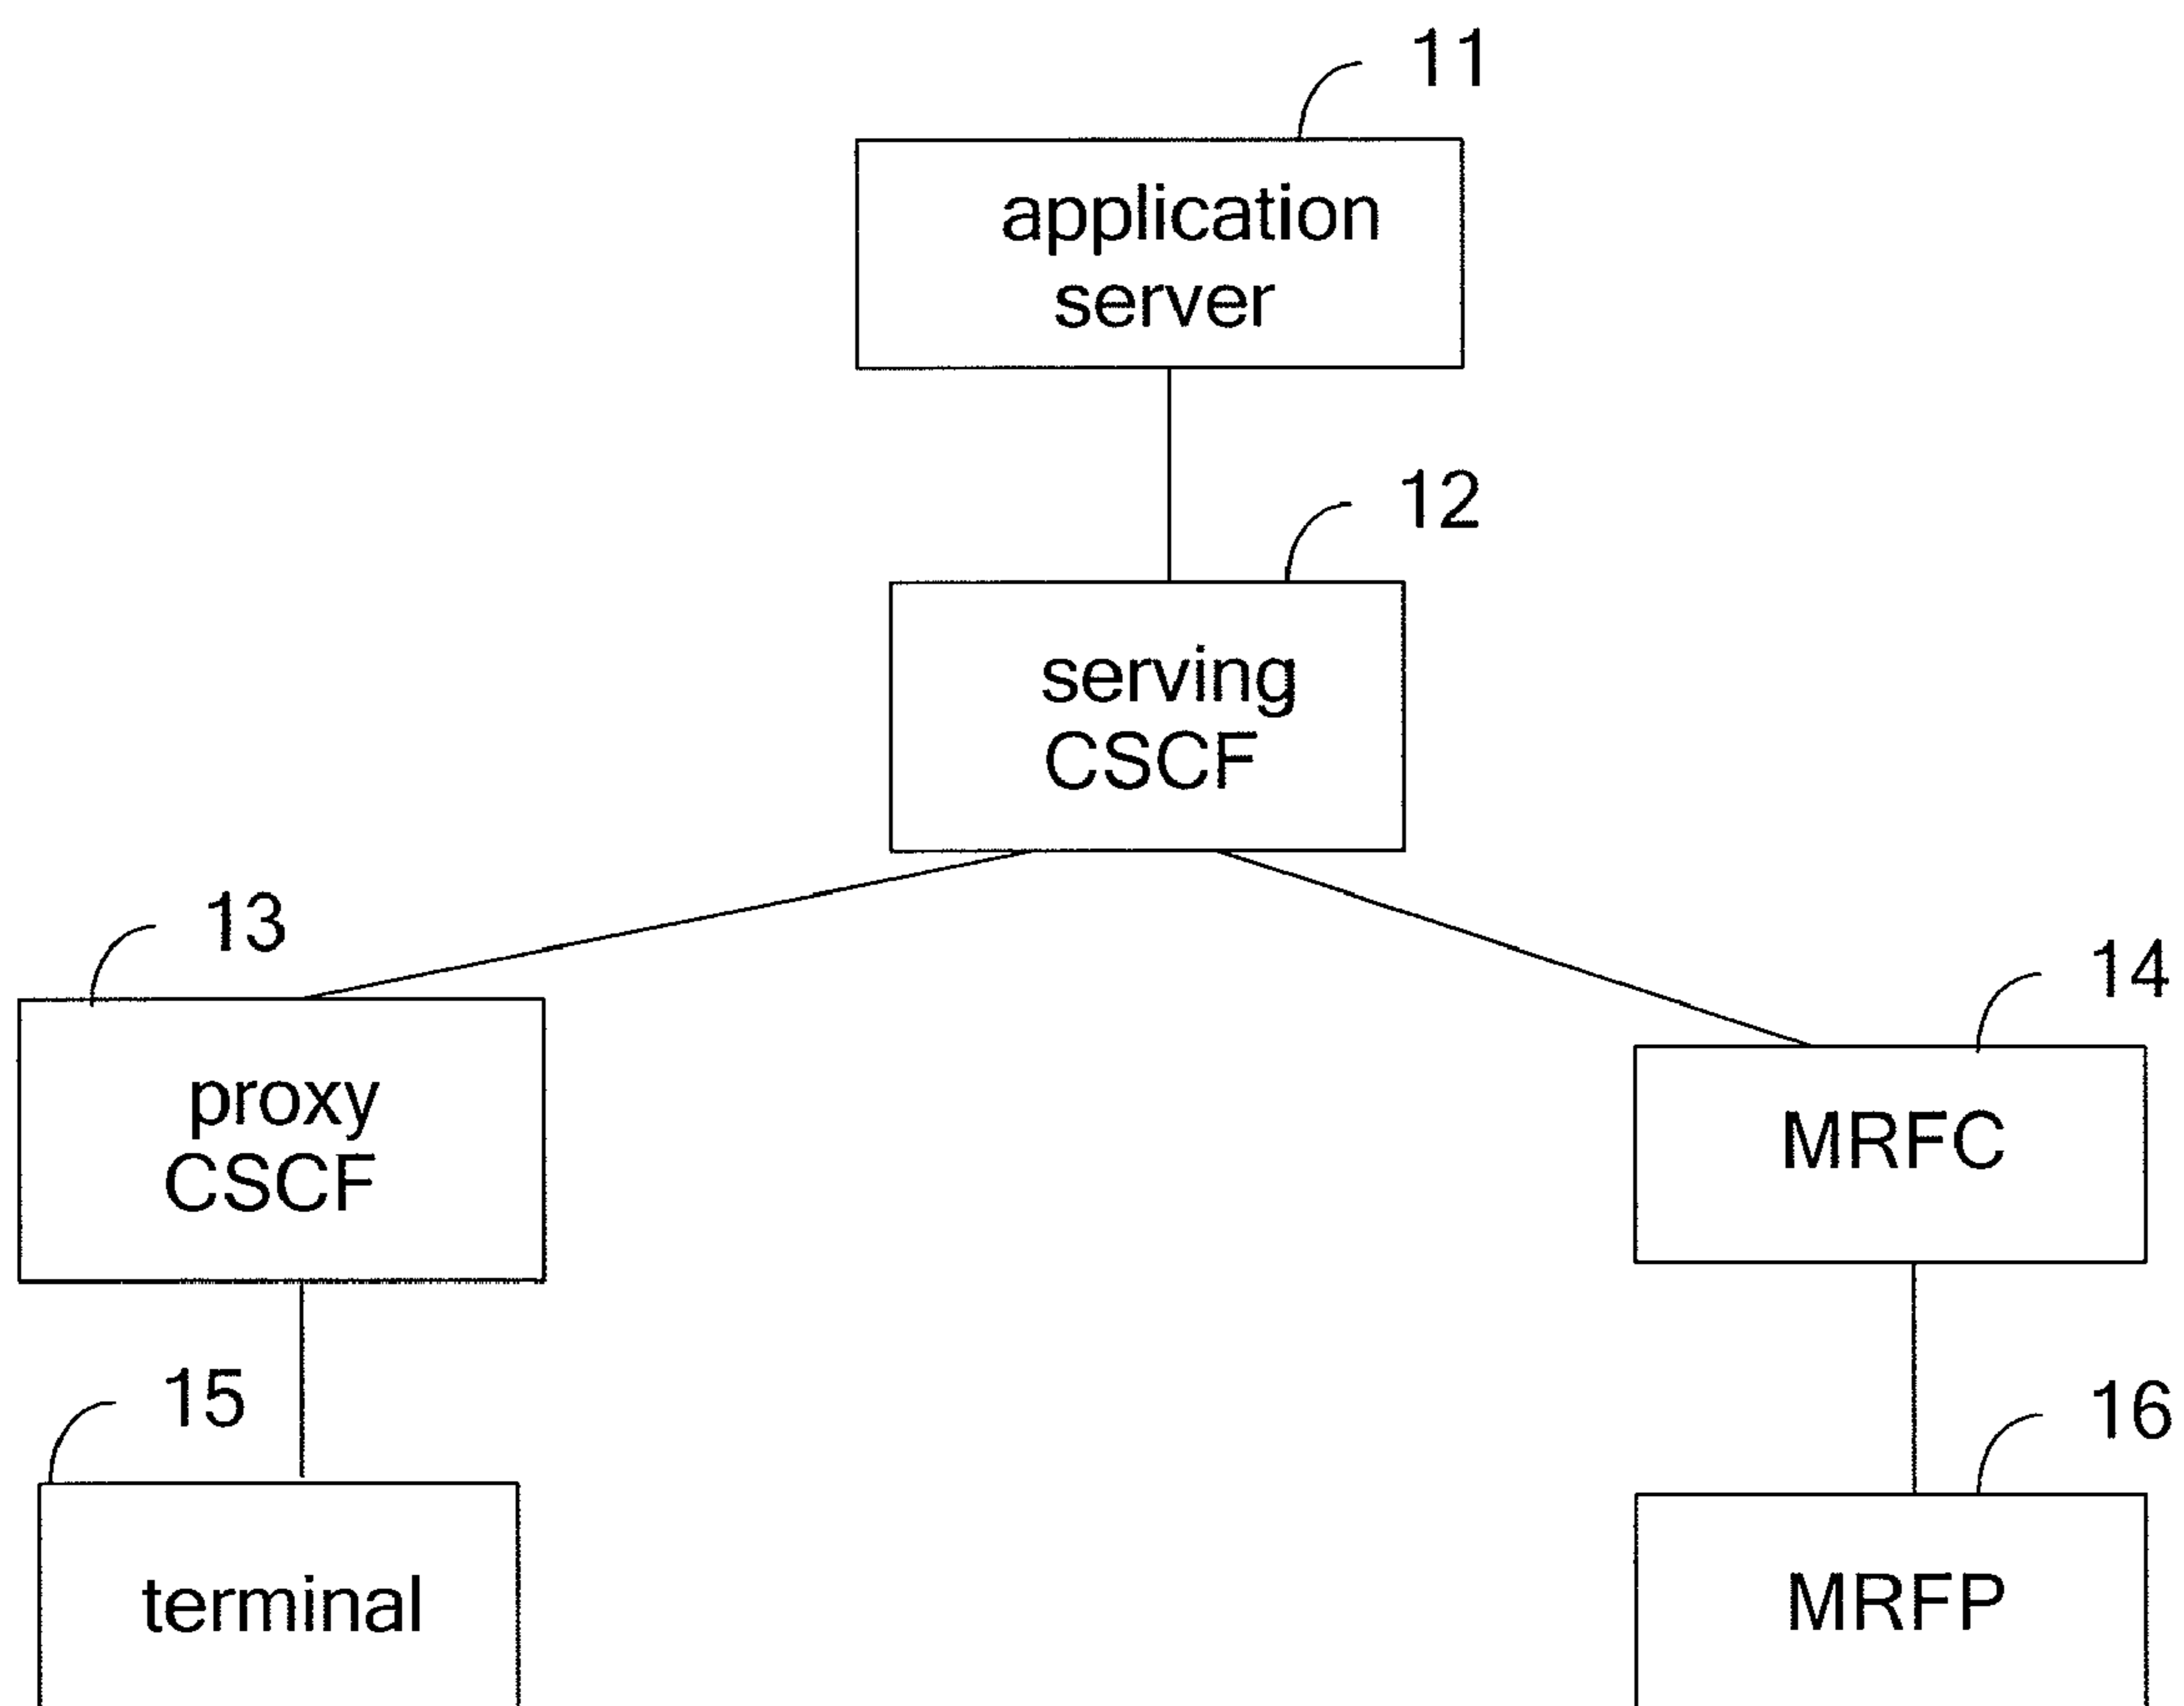 11
application
server
12
serving
CSCF
13
proxy
CSCF
14
MRFC
15
terminal
16
MRFP